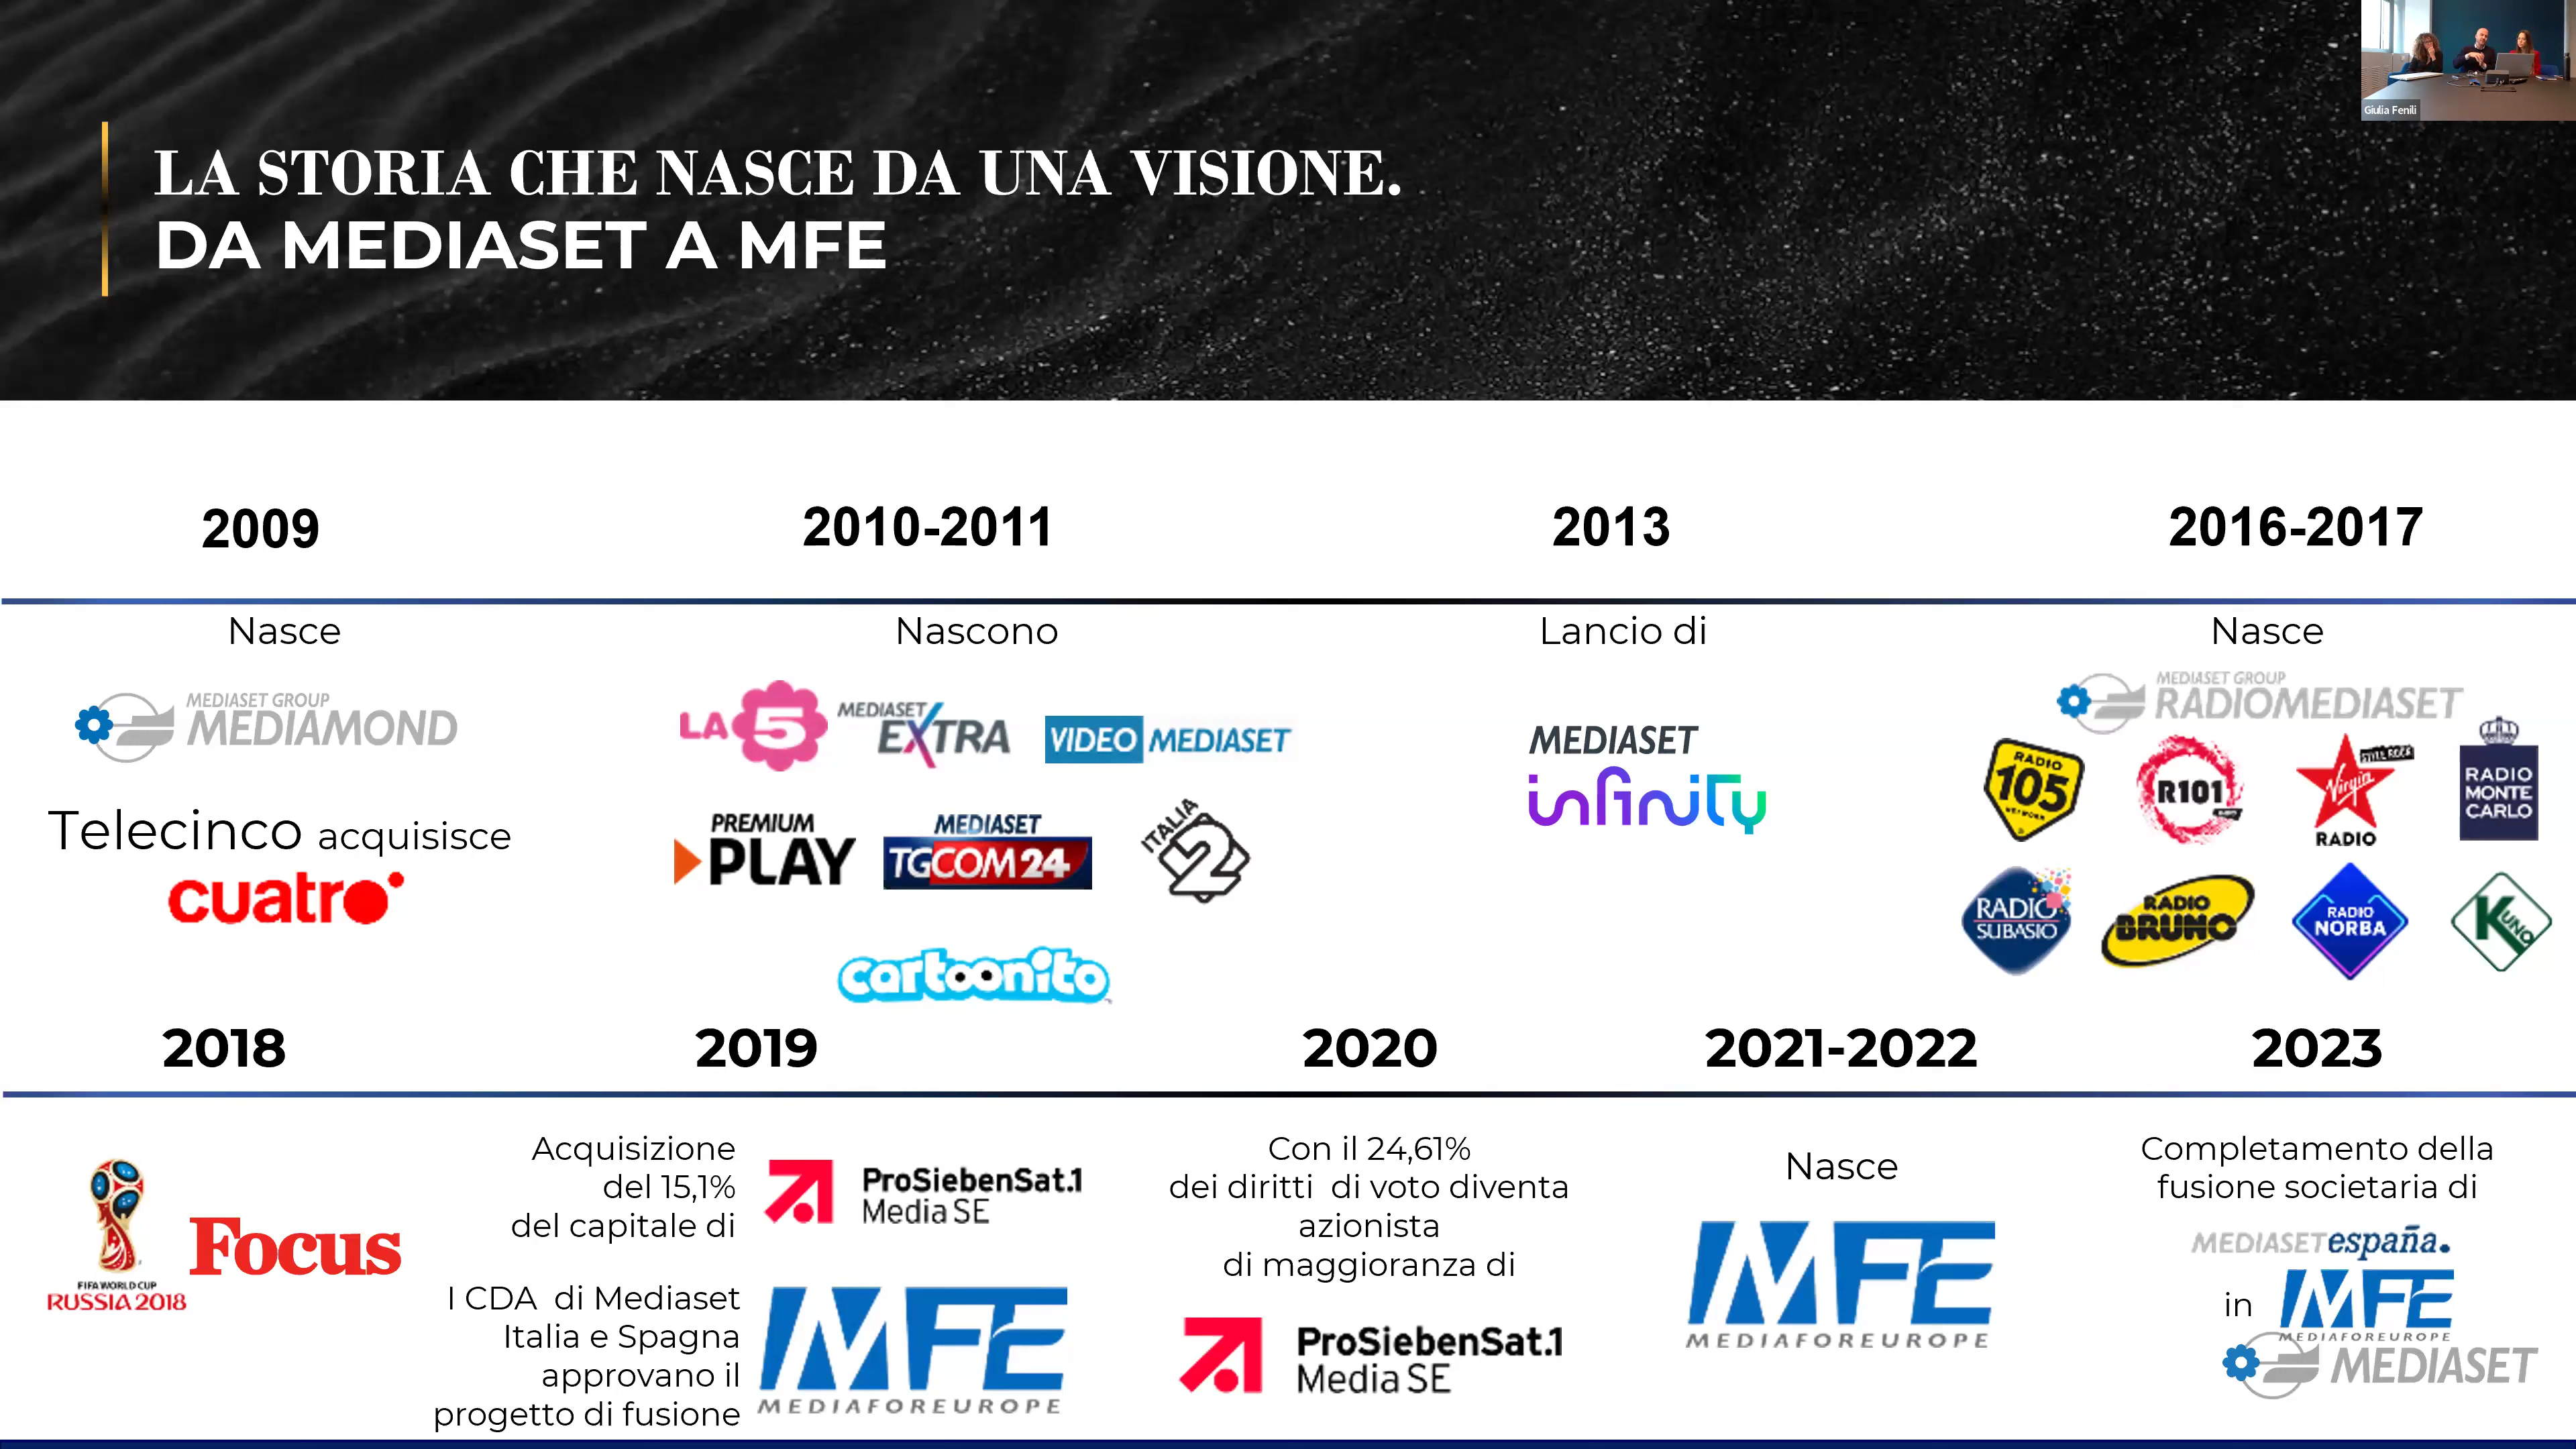 Giulia Fenili
LA STORIA CHE NASCE DA UNA VISIONE.
DA MEDIASET A MFE
2009
2010-2011
2013
2016-2017
Nasce
MEDIASET GROUP
MEDIAMOND
Telecinco acquisisce
cuatro
Nascono
LA 5
MEDIASET
EXTRA
VIDEO MEDIASET
PREMIUM
PLAY
MEDIASET
TGCOM24
ITALIA
2
cartoonito
Lancio di
MEDIASET
infinity
Nasce
MEDIASET GROUP
RADIOMEDIASET
RADIO
105
NETWORK
R101
Virgin
STYLE ROCK
RADIO
RADIO
MONTE
CARLO
RADIO
SUBASIO
RADIO
BRUNO
RADIO
NORBA
K UNO
2018
2019
2020
2021-2022
2023
FIFA WORLD CUP
RUSSIA 2018
Focus
Acquisizione
del 15,1%
del capitale di
ProSiebenSat.1
Media SE
I CDA  di Mediaset
Italia e Spagna
approvano il
progetto di fusione
MFE
MEDIAFOREUROPE
Con il 24,61%
dei diritti  di voto diventa
azionista
di maggioranza di
ProSiebenSat.1
Media SE
Nasce
MFE
MEDIAFOREUROPE
Completamento della
fusione societaria di
MEDIASETespaña.
in MFE
MEDIAFOREUROPE
MEDIASET